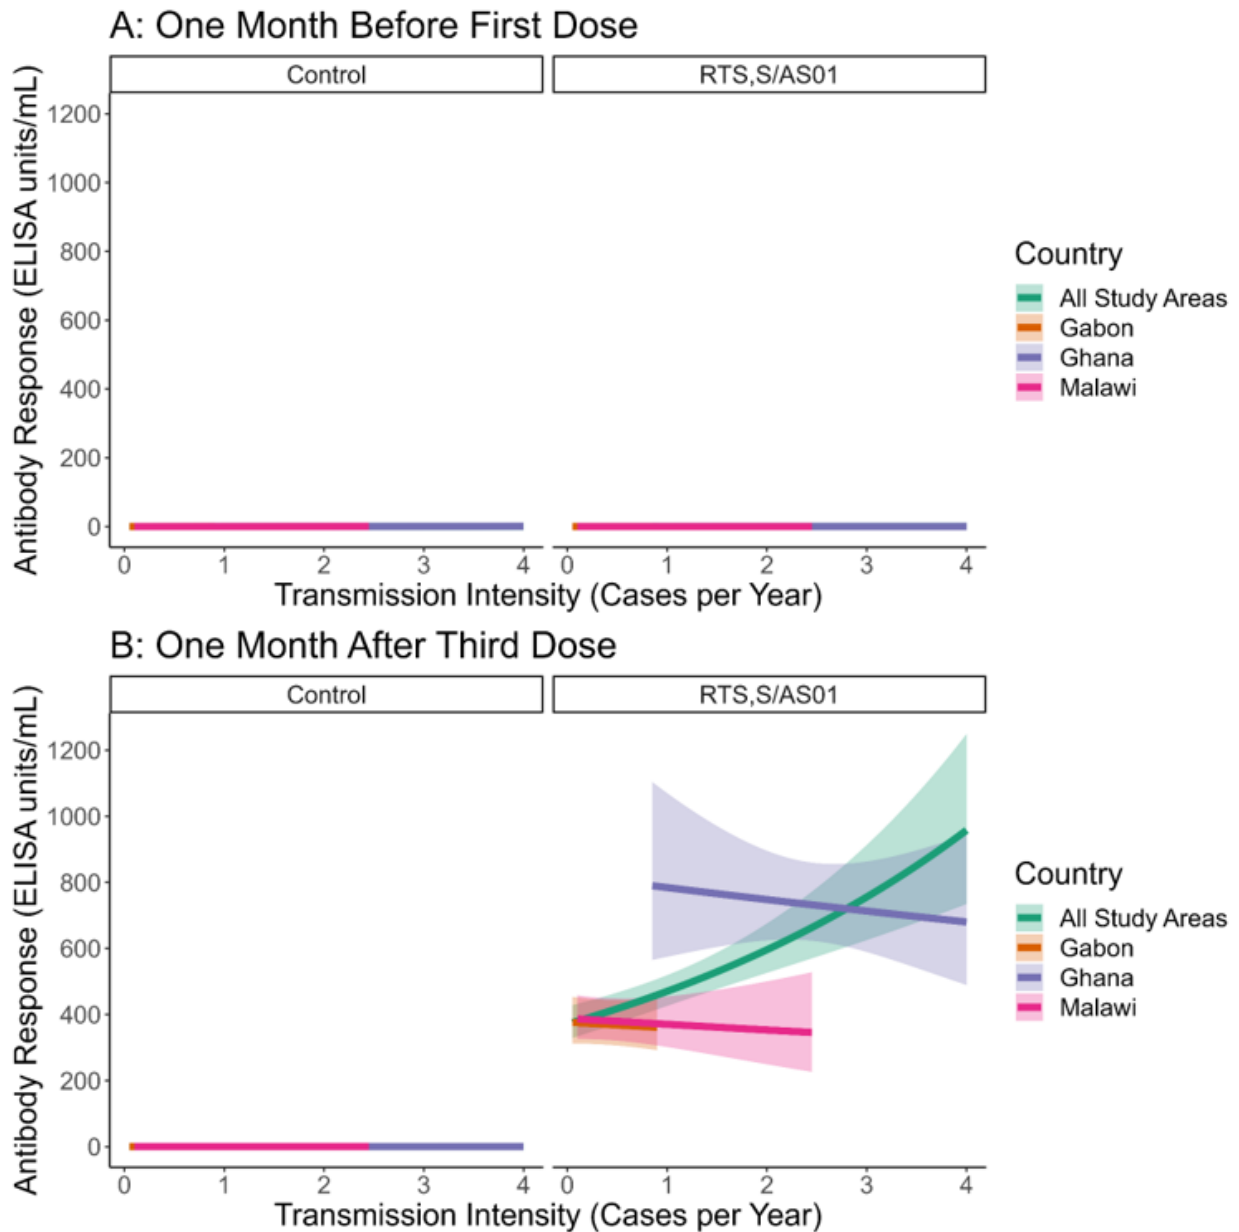 A: One Month Before First Dose
Control
RTS,S/AS01
Antibody Response (ELISA units/mL)
1200
1000
800
600
400
200
0
0 1 2 3 4
0 1 2 3 4
Transmission Intensity (Cases per Year)
Country
All Study Areas
Gabon
Ghana
Malawi
B: One Month After Third Dose
Control
RTS,S/AS01
Antibody Response (ELISA units/mL)
1200
1000
800
600
400
200
0
0 1 2 3 4
0 1 2 3 4
Transmission Intensity (Cases per Year)
Country
All Study Areas
Gabon
Ghana
Malawi